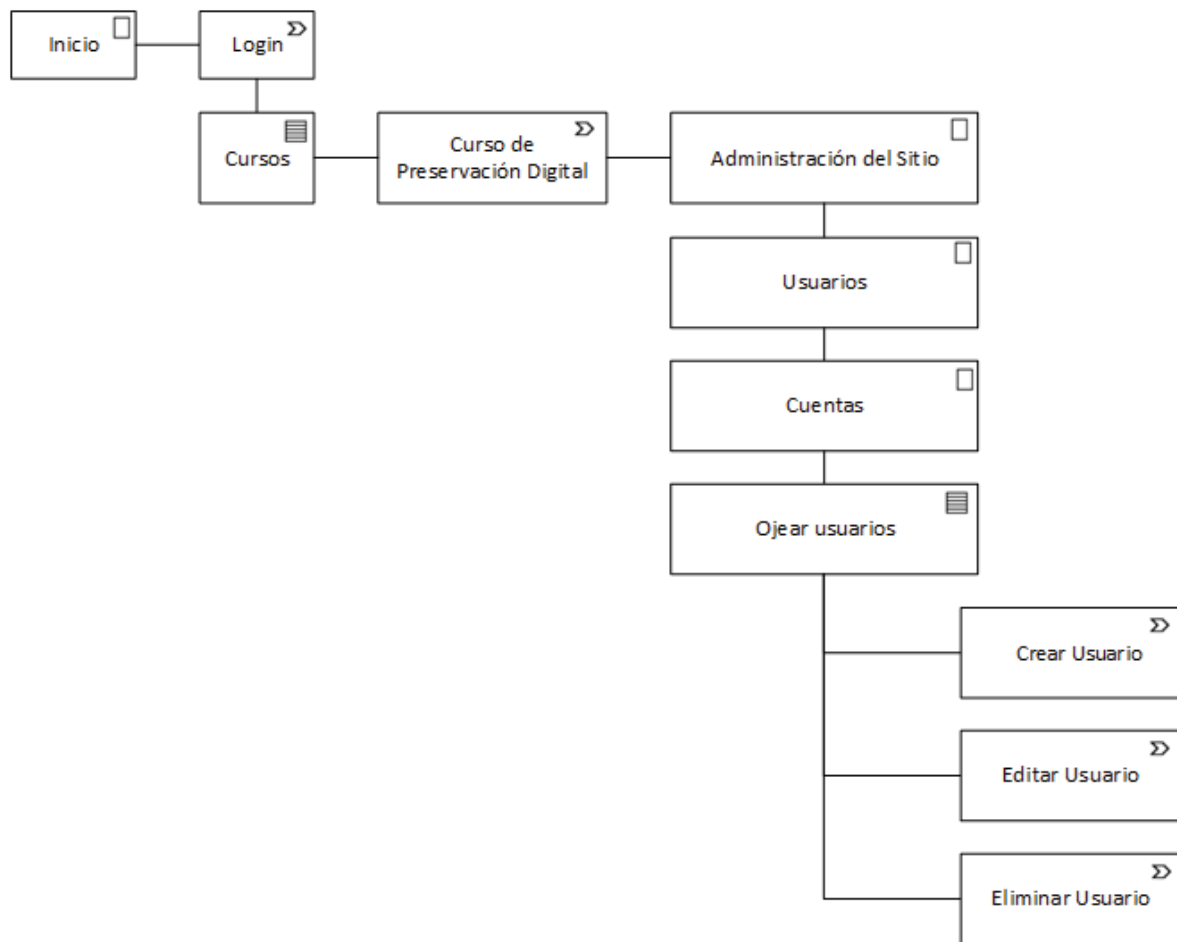 Inicio
Login
Cursos
Curso de
Preservación Digital
Administración del Sitio
Usuarios
Cuentas
Ojear usuarios
Crear Usuario
Editar Usuario
Eliminar Usuario